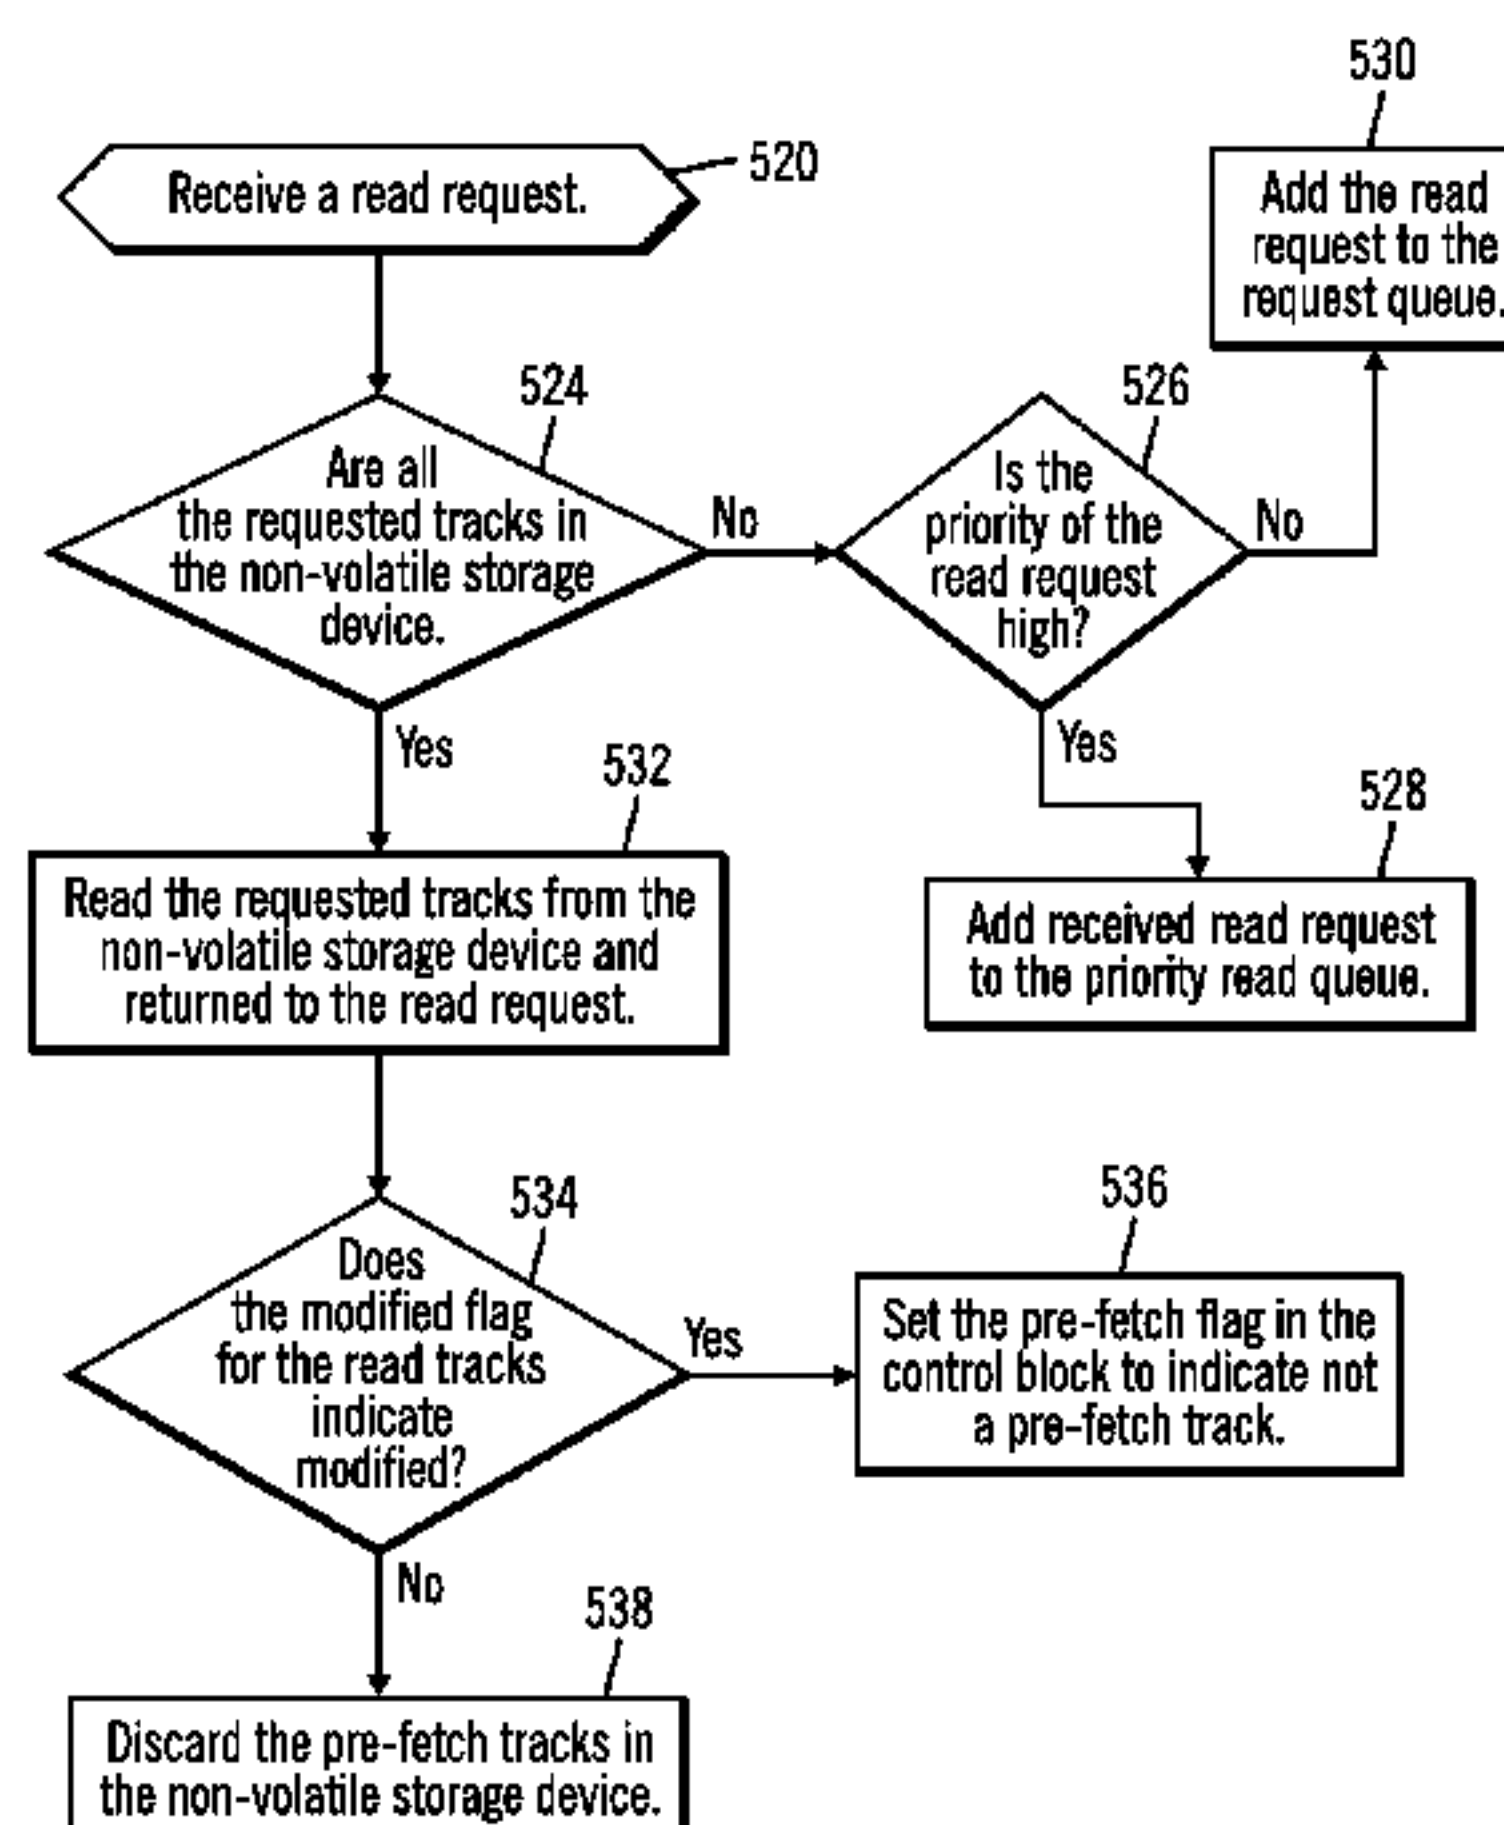 530
520
Receive a read request.
Add the read
request to the
request queue.
524
526
Are all
the requested tracks in
the non-volatile storage
device.
No
Is the
priority of the
read request
high?
No
Yes
532
Yes
528
Read the requested tracks from the
non-volatile storage device and
returned to the read request.
Add received read request
to the priority read queue.
534
536
Does
the modified flag
for the read tracks
indicate
modified?
Yes
Set the pre-fetch flag in the
control block to indicate not
a pre-fetch track.
No
538
Discard the pre-fetch tracks in
the non-volatile storage device.